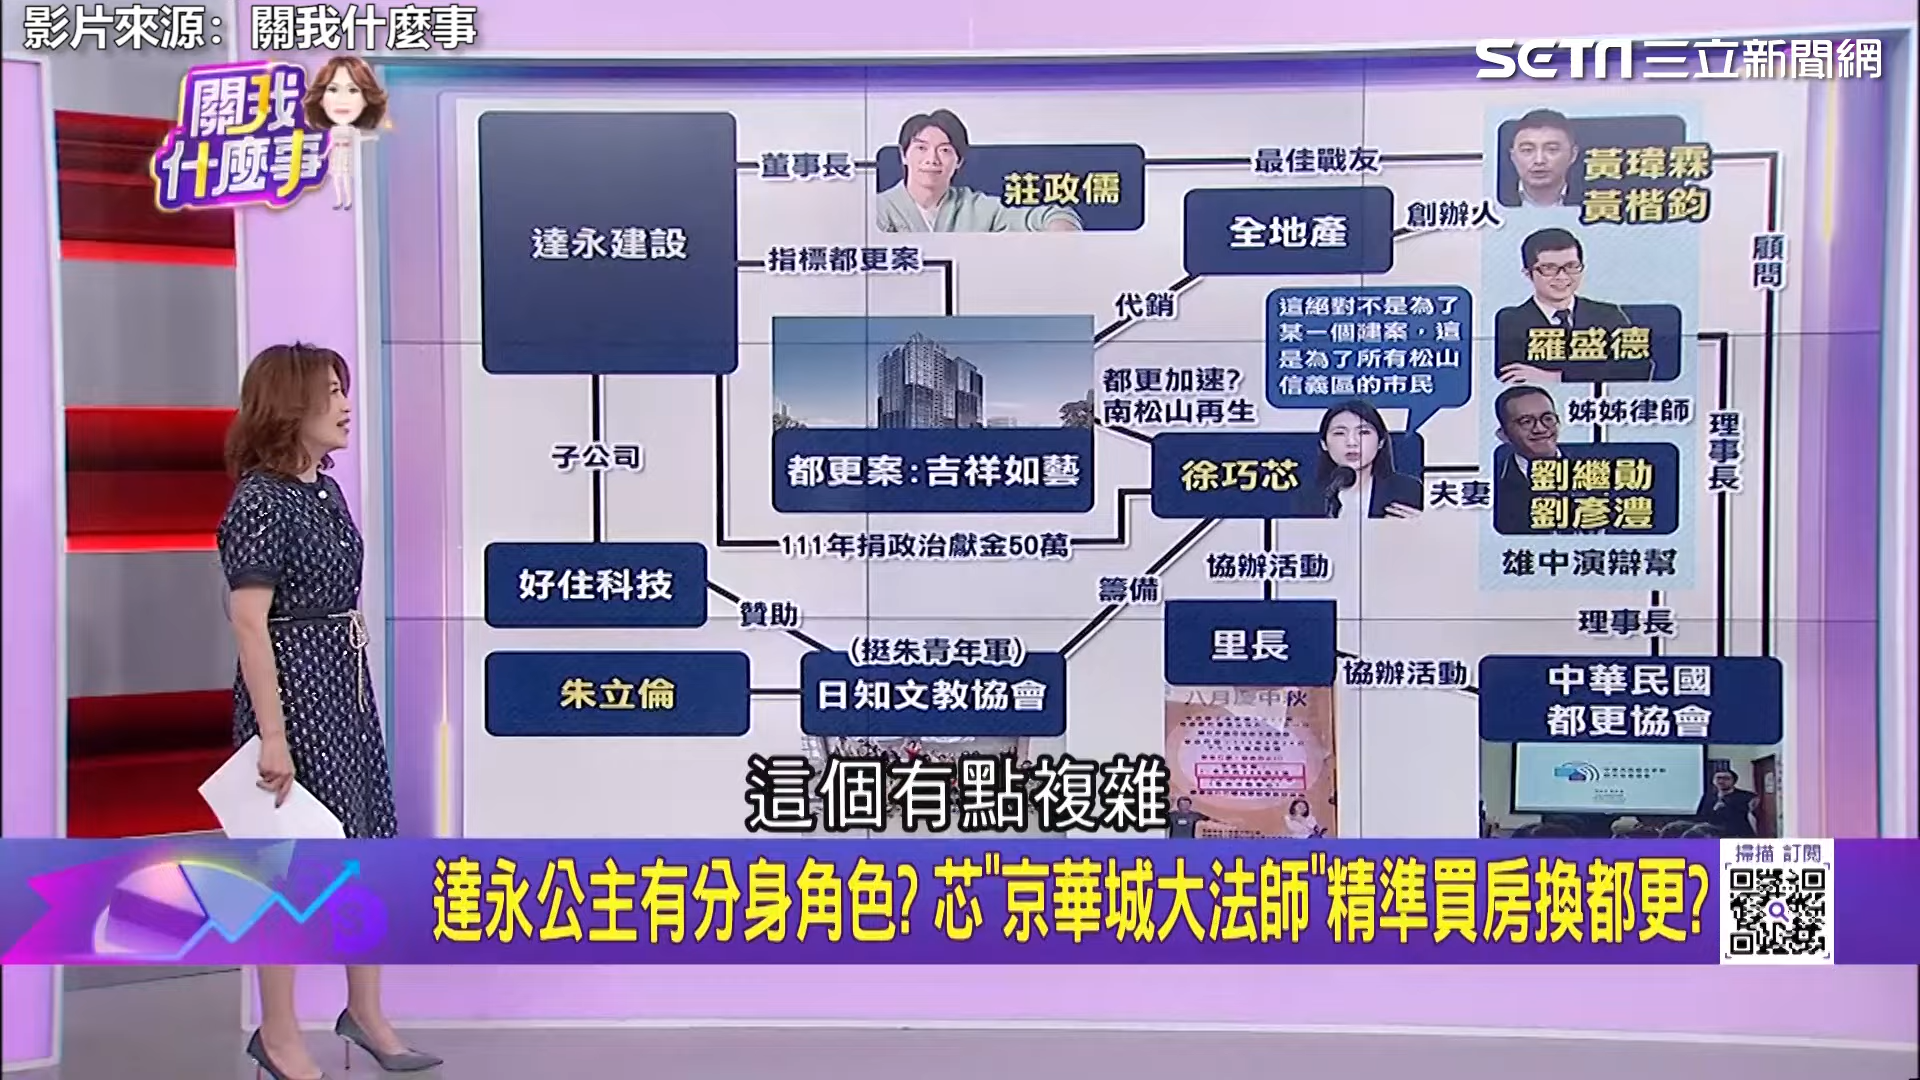 影片來源：關我什麼事
SETN三立新聞網
關我
什麼事
達永建設
董事長
莊政儒
最佳戰友
黃瑋霖
黃楷鈞
全地產
創辦人
顧問
指標都更案
代銷
這絕對不是為了
某一個建案，這
是為了所有松山
信義區的市民
羅盛德
都更加速?
南松山再生
姊姊律師
理事長
子公司
都更案:吉祥如藝
徐巧芯
夫妻
劉繼勛
劉彥澧
111年捐政治獻金50萬
雄中演辯幫
協辦活動
好住科技
贊助
籌備
理事長
(挺朱青年軍)
里長
協辦活動
朱立倫
日知文教協會
中華民國
都更協會
八月慶中秋
這個有點複雜
達永公主有分身角色? 芯"京華城大法師"精準買房換都更?
掃描 訂閱